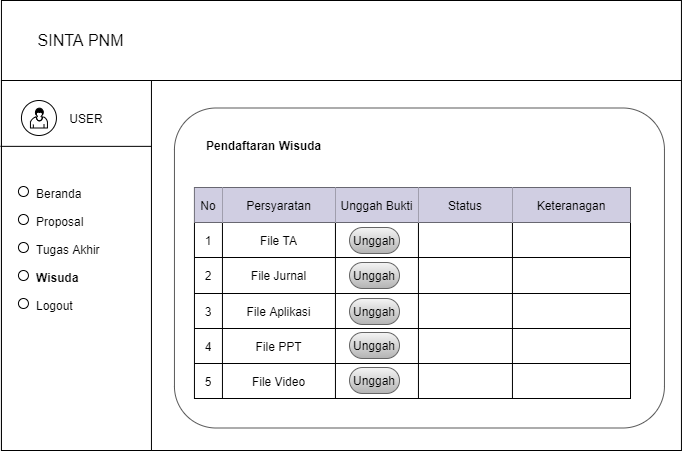 SINTA PNM
USER
Beranda
Proposal
Tugas Akhir
Wisuda
Logout
Pendaftaran Wisuda
No Persyaratan Unggah Bukti Status Keteranagan
1 File TA Unggah
2 File Jurnal Unggah
3 File Aplikasi Unggah
4 File PPT Unggah
5 File Video Unggah